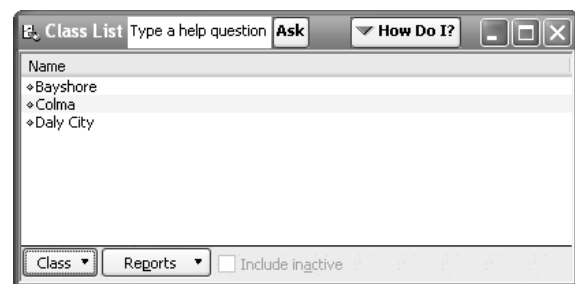 Class List Type a help question Ask How Do I?
Name
Bayshore
Colma
Daly City
Class Reports Include inactive